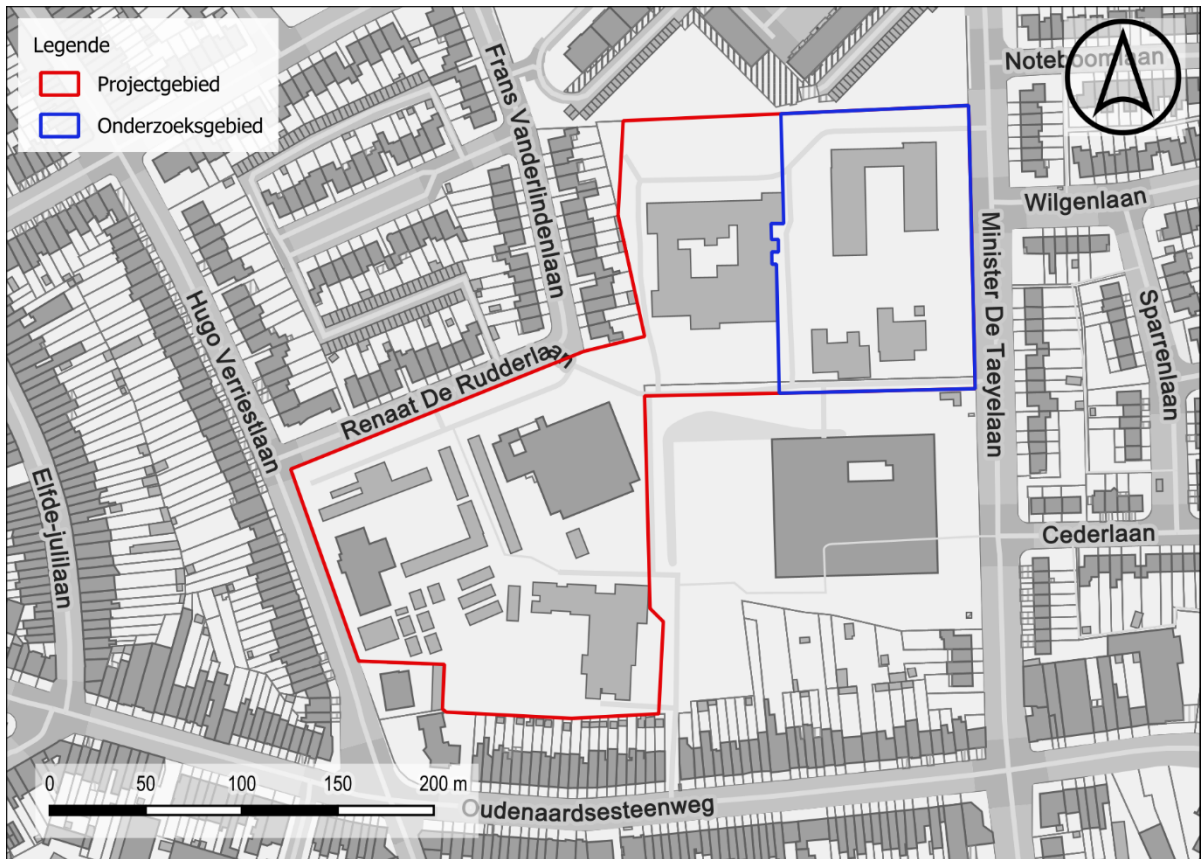 Legende
Projectgebied
Onderzoeksgebied
Frans Vanderlindenlaan
Noteboomlaan
Wilgenlaan
Minister De Taeyelaan
Sparrenlaan
Hugo Verriestlaan
Renaat De Rudderlaan
Elfde-julilaan
Cederlaan
0 50 100 150 200 m
Oudenaardsesteenweg